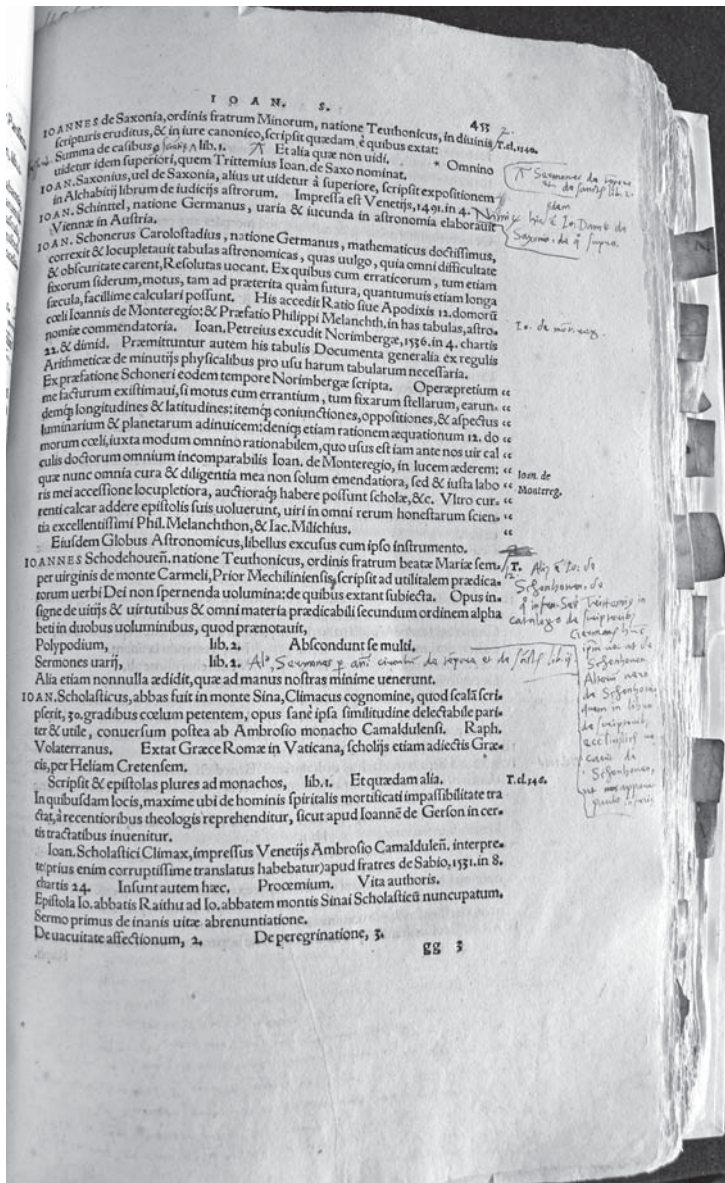 IOAN. S.
453
IOANNES de Saxonia, ordinis fratrum Minorum, natione Teuthonicus, in diuinis T.cl.1340.
scripturis eruditus, & in iure canonico, scripsit quædam, è quibus extat:
Summa de casibus lib. 1. Et alia quæ non uidi. * Omnino
uidetur idem superiori, quem Trittemius Ioan. de Saxo nominat.
IOAN. Saxonius, uel de Saxonia, alius ut uidetur à superiore, scripsit expositionem
in Alchabitij librum de iudicijs astrorum. Impressa est Venetijs, 1491. in 4.
IOAN. Schinttel, natione Germanus, uaria & iucunda in astronomia elaborauit
Viennæ in Austria.
IOAN. Schonerus Carolostadius, natione Germanus, mathematicus doctissimus,
correxit & locupletauit tabulas astronomicas, quas uulgo, quia omni difficultate
& obscuritate carent, Resolutas uocant. Ex quibus cum erraticorum, tum etiam
fixorum siderum, motus, tam ad præterita quàm futura, quantumuis etiam longa
sæcula, facillime calculari possunt. His accedit Ratio siue Apodixis 12. domorū
cœli Ioannis de Monteregio: & Præfatio Philippi Melanchth. in has tabulas, astro-
nomiæ commendatoria. Ioan. Petreius excudit Norimbergæ, 1536. in 4. chartis
22. & dimid. Præmittuntur autem his tabulis Documenta generalia ex regulis
Arithmeticæ de minutijs physicalibus pro usu harum tabularum necessaria.
Ex præfatione Schoneri eodem tempore Norimbergæ scripta. Operæpretium “
me facturum existimaui, si motus cum errantium, tum fixarum stellarum, earun- “
demq́; longitudines & latitudines: itemq́; coniunctiones, oppositiones, & aspectus “
luminarium & planetarum adinuicem: deniq; etiam rationem æquationum 12. do “
morum cœli, iuxta modum omnino rationabilem, quo usus est iam ante nos uir cal “
culis doctorum omnium incomparabilis Ioan. de Monteregio, in lucem æderem: “ Ioan. de
quæ nunc omnia cura & diligentia mea non solum emendatiora, sed & iusta labo “ Montereg.
ris mei accessione locupletiora, auctioraq́; habere possunt scholæ, &c. Vltro cur- “
renti calcar addere epistolis suis uoluerunt, uiri in omni rerum honestarum scien- “
tia excellentissimi Phil. Melanchthon, & Iac. Milichius. “
Eiusdem Globus Astronomicus, libellus excusus cum ipso instrumento.
IOANNES Schodehoueñ. natione Teuthonicus, ordinis fratrum beatæ Mariæ sem- T.
per uirginis de monte Carmeli, Prior Mechiliniensis, scripsit ad utilitalem prædica-
torum uerbi Dei non spernenda uolumina: de quibus extant subiecta. Opus in-
signe de uitijs & uirtutibus & omni materia prædicabili secundum ordinem alpha
beti in duobus uoluminibus, quod prænotauit,
Polypodium, lib. 2, Abscondunt se multi.
Sermones uarij, lib. 2.
Alia etiam nonnulla ædidit, quæ ad manus nostras minime uenerunt.
IOAN. Scholasticus, abbas fuit in monte Sina, Climacus cognomine, quod scalā scri
pserit, 30. gradibus cœlum petentem, opus sanè ipsa similitudine delectabile pari-
ter & utile, conuersum postea ab Ambrosio monacho Camaldulensi. Raph.
Volaterranus. Extat Græce Romæ in Vaticana, scholijs etiam adiectis Græ-
cis, per Heliam Cretensem.
Scripsit & epistolas plures ad monachos, lib. 1. Et quædam alia. T.cl.546.
In quibusdam locis, maxime ubi de hominis spiritalis mortificati impassibilitate tra
ctat, à recentioribus theologis reprehenditur, sicut apud Ioannē de Gerson in cer-
tis tractatibus inuenitur.
Ioan. Scholastici Climax, impressus Venetijs Ambrosio Camalduleñ. interpre-
te (prius enim corruptissime translatus habebatur) apud fratres de Sabio, 1531. in 8.
chartis 24. Insunt autem hæc. Proœmium. Vita authoris.
Epistola Io. abbatis Raithu ad Io. abbatem montis Sinai Scholasticū nuncupatum.
Sermo primus de inanis uitæ abrenuntiatione.
De uacuitate affectionum, 2. De peregrinatione, 3.
gg 3